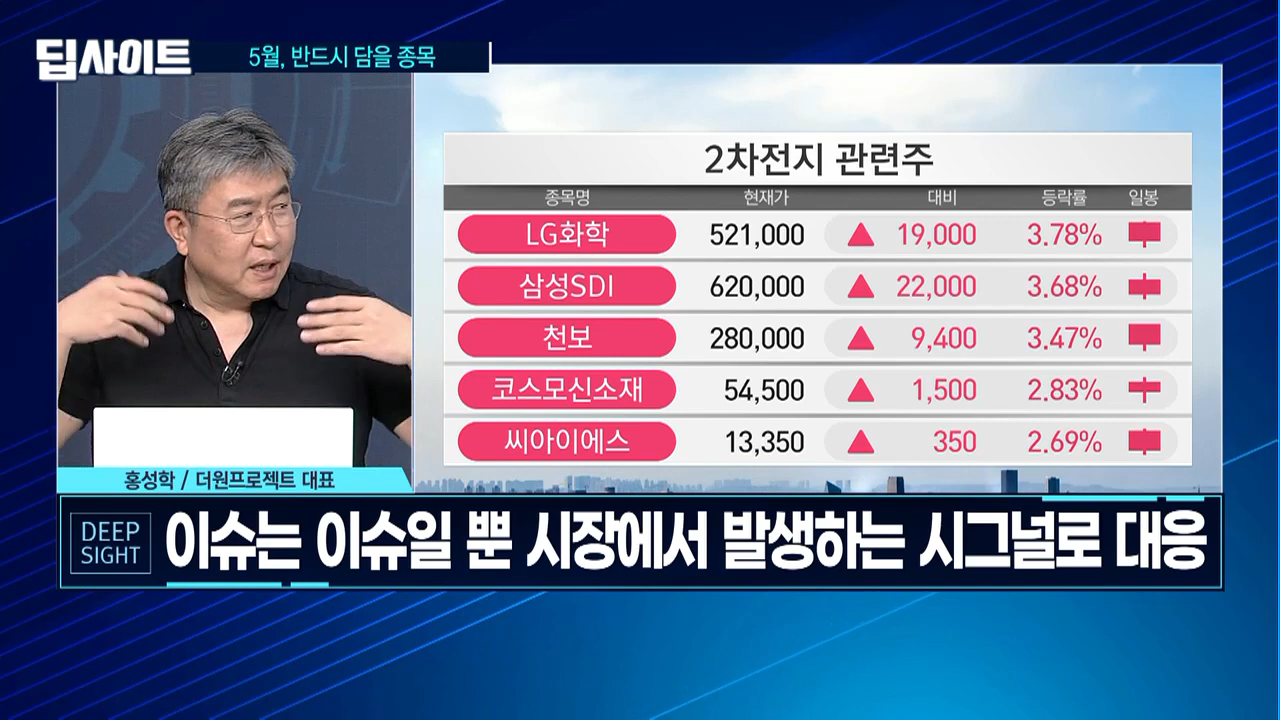 딥사이트
5월, 반드시 담을 종목
2차전지 관련주
종목명 현재가 대비 등락률 일봉
LG화학 521,000 ▲ 19,000 3.78%
삼성SDI 620,000 ▲ 22,000 3.68%
천보 280,000 ▲ 9,400 3.47%
코스모신소재 54,500 ▲ 1,500 2.83%
씨아이에스 13,350 ▲ 350 2.69%
홍성학 / 더원프로젝트 대표
DEEP SIGHT
이슈는 이슈일 뿐 시장에서 발생하는 시그널로 대응